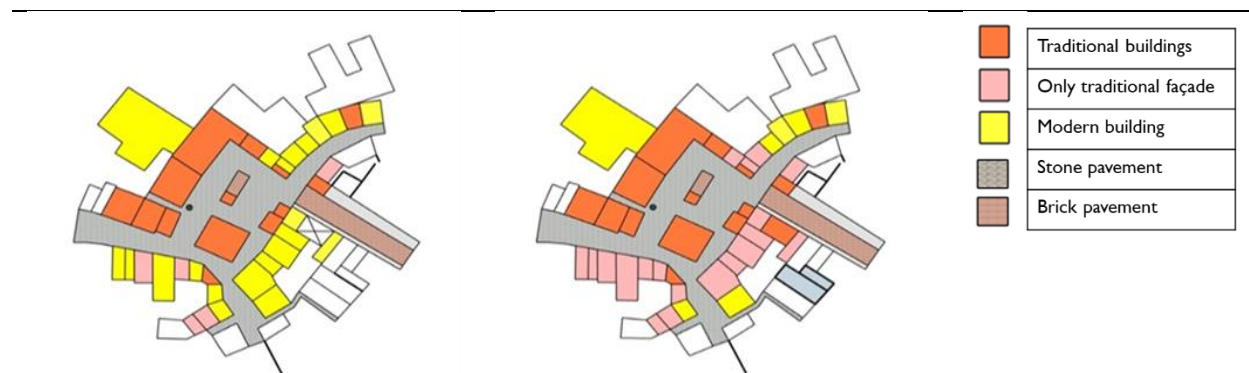 Traditional buildings
Only traditional façade
Modern building
Stone pavement
Brick pavement